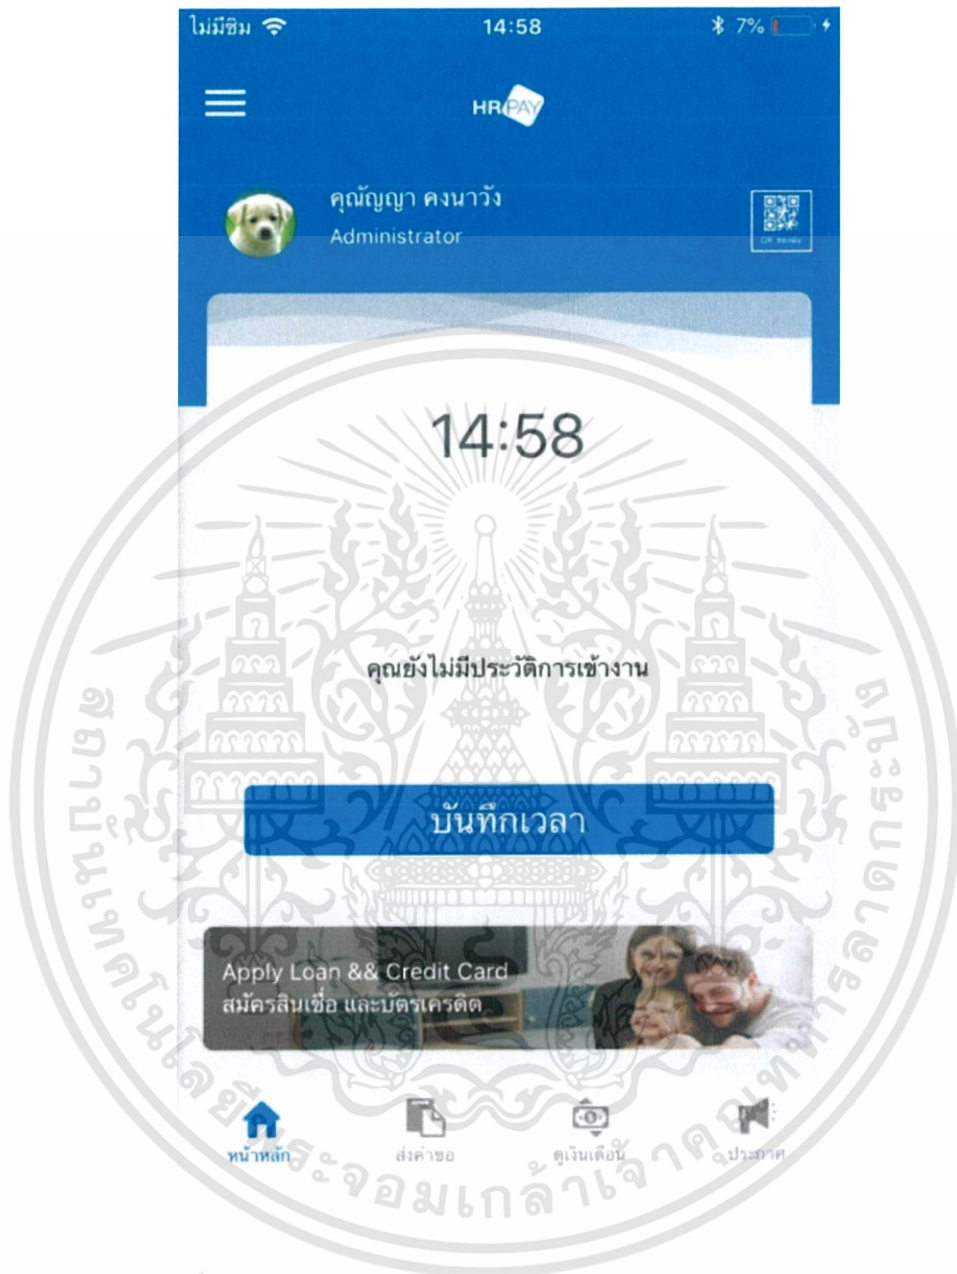 ไม่มีซิม 14:58 7%
HR PAY
คุณัญญา คงนาวัง
Administrator
QR
14:58
คุณยังไม่มีประวัติการเข้างาน
บันทึกเวลา
Apply Loan && Credit Card
สมัครสินเชื่อ และบัตรเครดิต
หน้าหลัก ส่งคำขอ ดูเงินเดือน ประกาศ
สถาบันเทคโนโลยีพระจอมเกล้าเจ้าคุณทหารลาดกระบัง